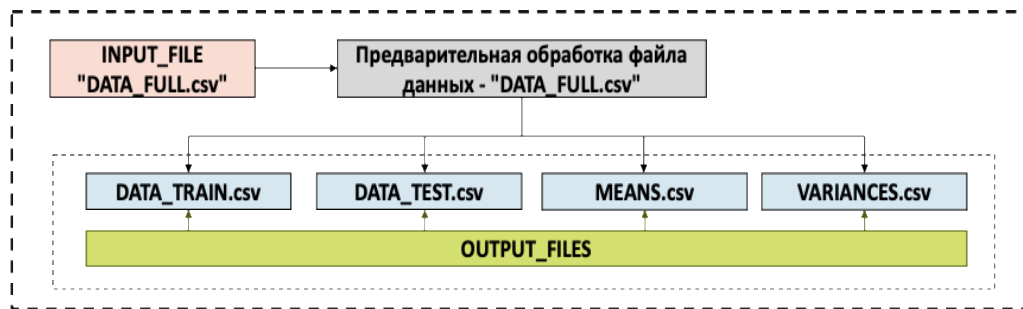 INPUT_FILE
"DATA_FULL.csv"
Предварительная обработка файла
данных - "DATA_FULL.csv"
DATA_TRAIN.csv
DATA_TEST.csv
MEANS.csv
VARIANCES.csv
OUTPUT_FILES